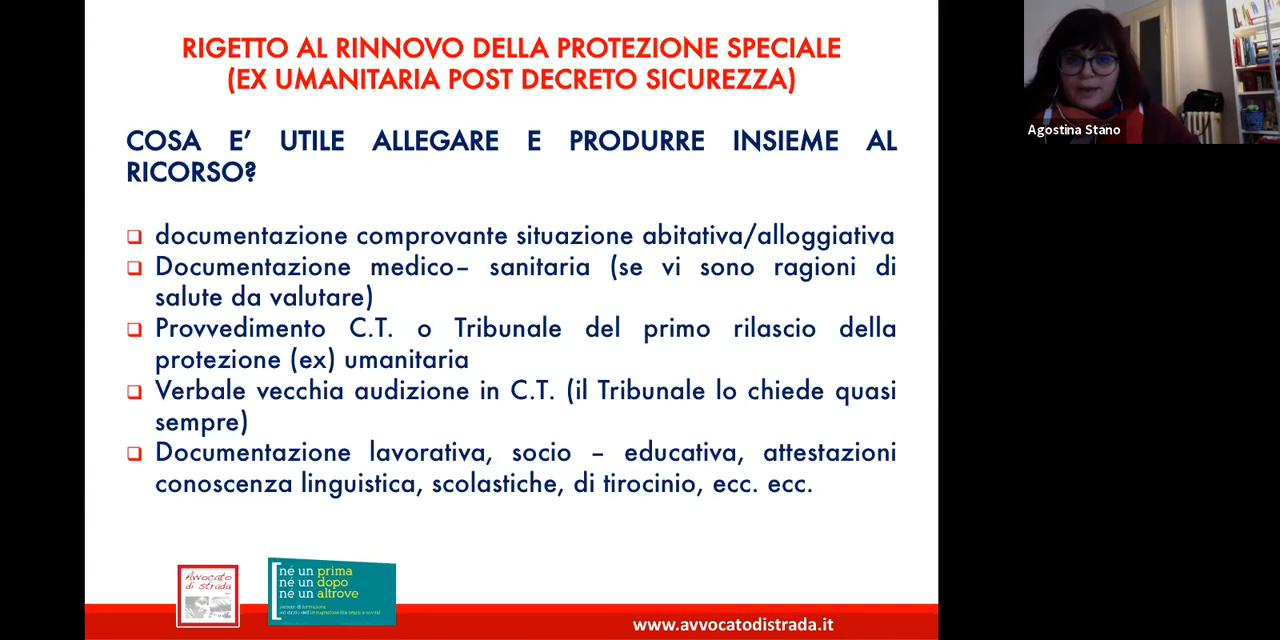 RIGETTO AL RINNOVO DELLA PROTEZIONE SPECIALE
(EX UMANITARIA POST DECRETO SICUREZZA)
COSA E’ UTILE ALLEGARE E PRODURRE INSIEME AL
RICORSO?
documentazione comprovante situazione abitativa/alloggiativa
Documentazione medico– sanitaria (se vi sono ragioni di
salute da valutare)
Provvedimento C.T. o Tribunale del primo rilascio della
protezione (ex) umanitaria
Verbale vecchia audizione in C.T. (il Tribunale lo chiede quasi
sempre)
Documentazione lavorativa, socio – educativa, attestazioni
conoscenza linguistica, scolastiche, di tirocinio, ecc. ecc.
Avvocato
di strada
né un prima
né un dopo
né un altrove
www.avvocatodistrada.it
Agostina Stano